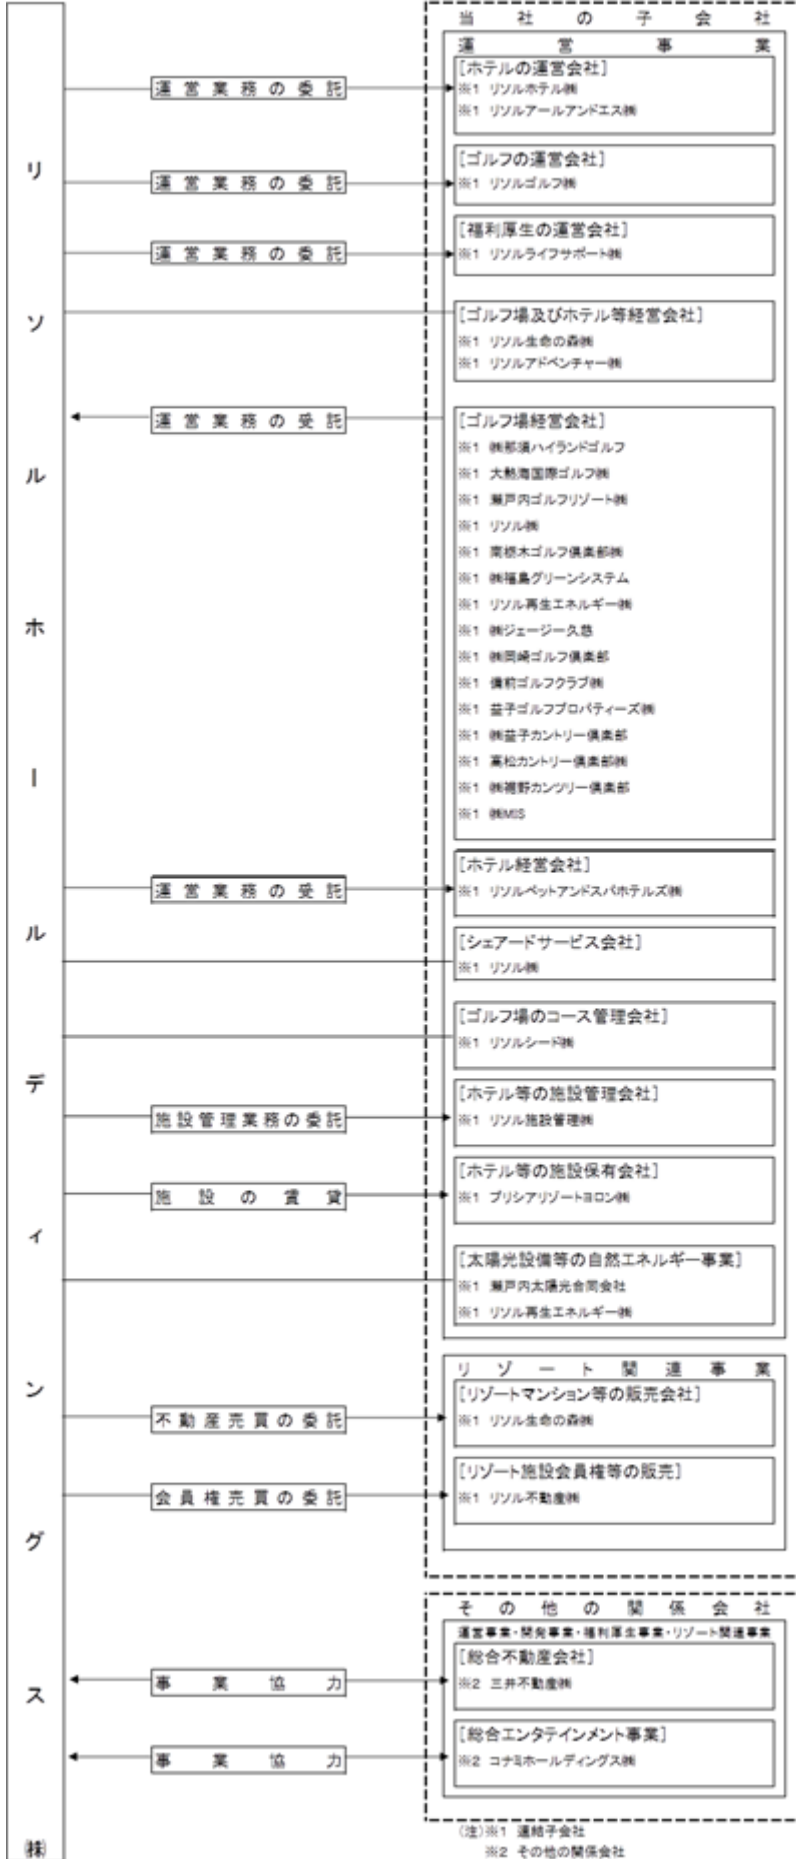 リソルホールディングス㈱
当社の子会社
運営事業
運営業務の委託
[ホテルの運営会社]
※1 リソルホテル㈱
※1 リソルアールアンドエス㈱
運営業務の委託
[ゴルフの運営会社]
※1 リソルゴルフ㈱
運営業務の委託
[福利厚生の運営会社]
※1 リソルライフサポート㈱
[ゴルフ場及びホテル等経営会社]
※1 リソル生命の森㈱
※1 リソルアドベンチャー㈱
運営業務の受託
[ゴルフ場経営会社]
※1 ㈱那須ハイランドゴルフ
※1 大熱海国際ゴルフ㈱
※1 瀬戸内ゴルフリゾート㈱
※1 リソル㈱
※1 南栃木ゴルフ倶楽部㈱
※1 ㈱福島グリーンシステム
※1 リソル再生エネルギー㈱
※1 ㈱ジェージー久慈
※1 ㈱岡崎ゴルフ倶楽部
※1 備前ゴルフクラブ㈱
※1 益子ゴルフプロパティーズ㈱
※1 ㈱益子カントリー倶楽部
※1 高松カントリー倶楽部㈱
※1 ㈱裾野カンツリー倶楽部
※1 ㈱MIS
運営業務の受託
[ホテル経営会社]
※1 リソルペットアンドスパホテルズ㈱
[シェアードサービス会社]
※1 リソル㈱
[ゴルフ場のコース管理会社]
※1 リソルシード㈱
施設管理業務の委託
[ホテル等の施設管理会社]
※1 リソル施設管理㈱
施設の賃貸
[ホテル等の施設保有会社]
※1 プリシアリゾートヨロン㈱
[太陽光設備等の自然エネルギー事業]
※1 瀬戸内太陽光合同会社
※1 リソル再生エネルギー㈱
リゾート関連事業
不動産売買の委託
[リゾートマンション等の販売会社]
※1 リソル生命の森㈱
会員権売買の委託
[リゾート施設会員権等の販売]
※1 リソル不動産㈱
その他の関係会社
運営事業・開発事業・福利厚生事業・リゾート関連事業
事業協力
[総合不動産会社]
※2 三井不動産㈱
事業協力
[総合エンタテインメント事業]
※2 コナミホールディングス㈱
(注)※1 連結子会社
※2 その他の関係会社